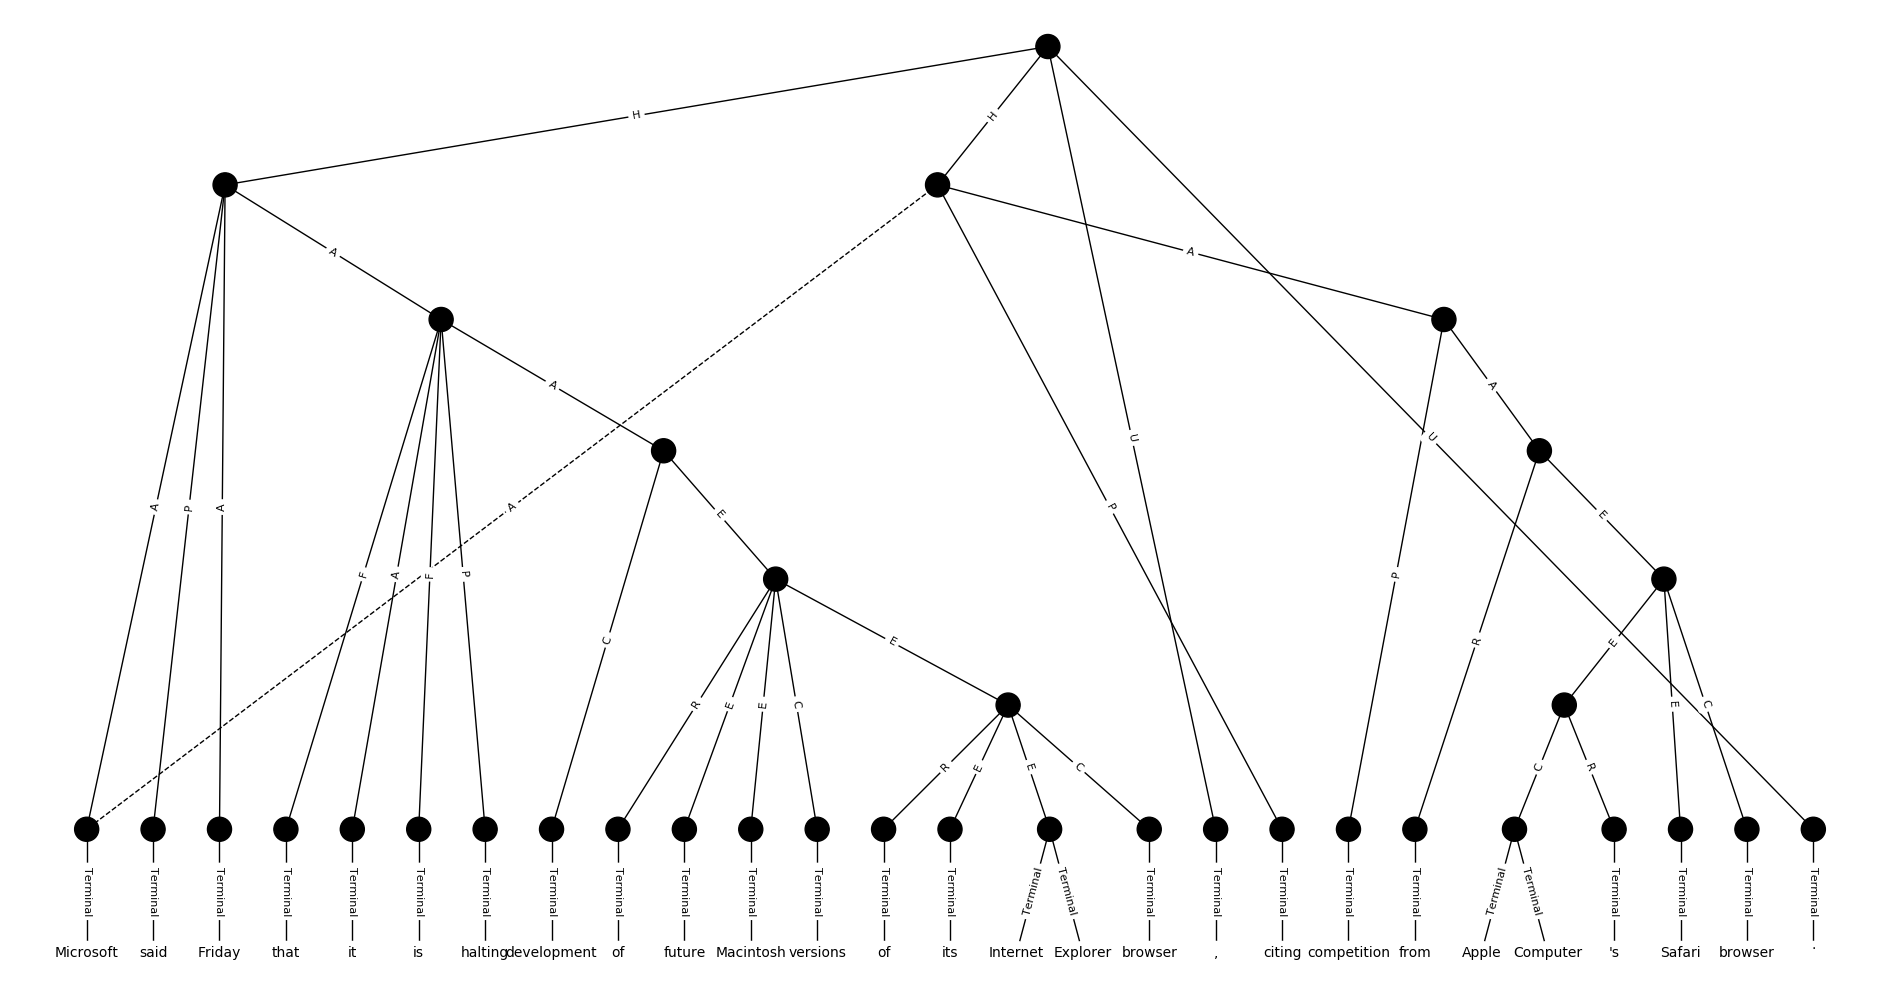 H H
A A
A A
U
U
A P A A P
E E
F A F P P
C R E
E
R E E C E C
R E E C C R
Terminal Terminal Terminal Terminal Terminal Terminal Terminal Terminal Terminal Terminal Terminal Terminal Terminal Terminal Terminal Terminal Terminal Terminal Terminal Terminal Terminal Terminal Terminal Terminal Terminal Terminal Terminal
Microsoft said Friday that it is halting development of future Macintosh versions of its Internet Explorer browser , citing competition from Apple Computer 's Safari browser .